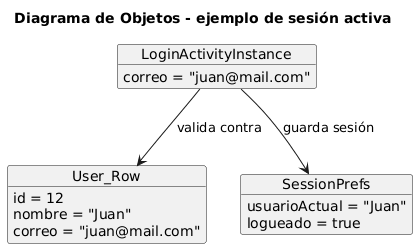 Diagrama de Objetos - ejemplo de sesión activa
LoginActivityInstance
correo = "juan@mail.com"
valida contra
guarda sesión
User_Row
id = 12
nombre = "Juan"
correo = "juan@mail.com"
SessionPrefs
usuarioActual = "Juan"
logueado = true